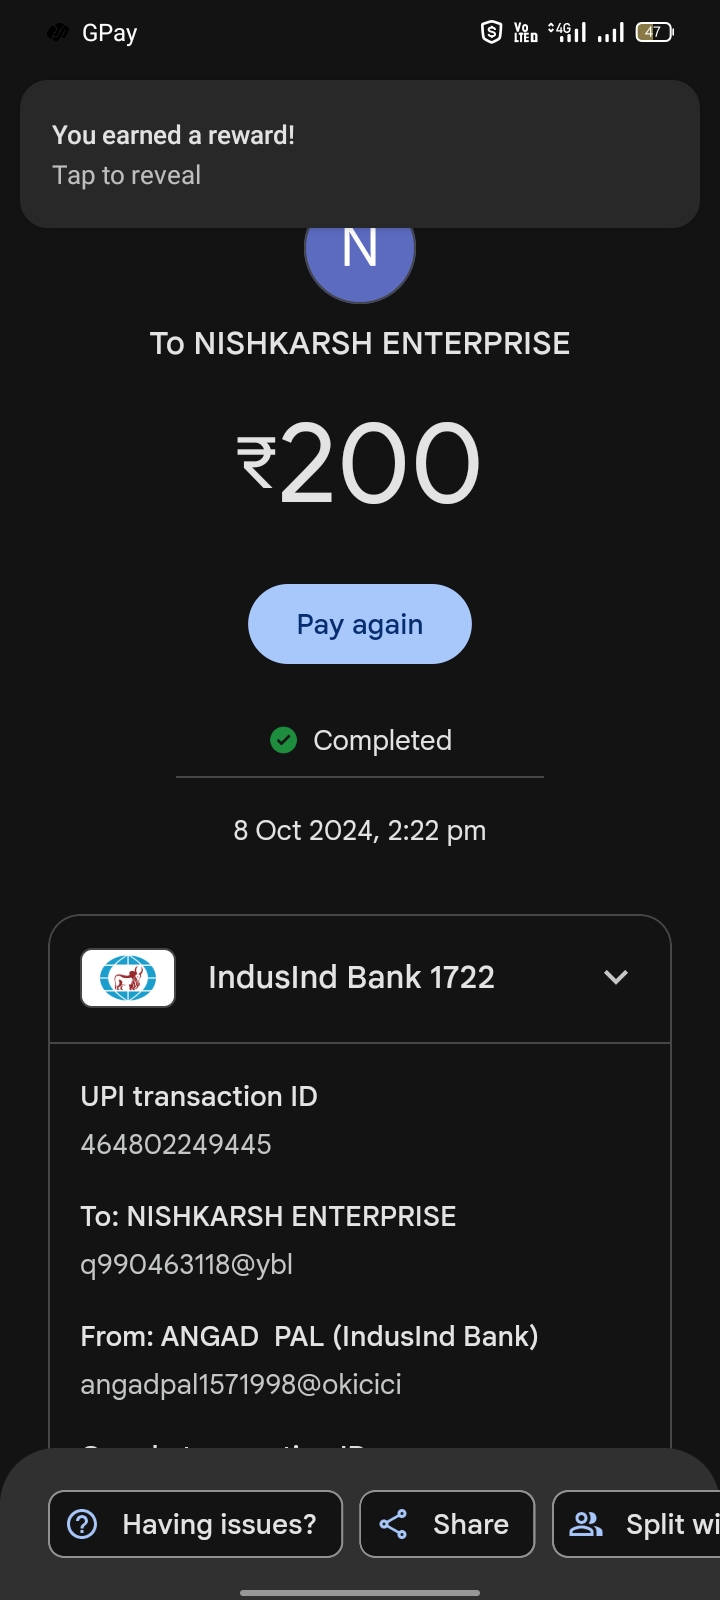 GPay
Vo
LTED
4G
47
You earned a reward!
Tap to reveal
N
To NISHKARSH ENTERPRISE
₹200
Pay again
Completed
8 Oct 2024, 2:22 pm
IndusInd Bank 1722
UPI transaction ID
464802249445
To: NISHKARSH ENTERPRISE
q990463118@ybl
From: ANGAD  PAL (IndusInd Bank)
angadpal1571998@okicici
Having issues?
Share
Split wi